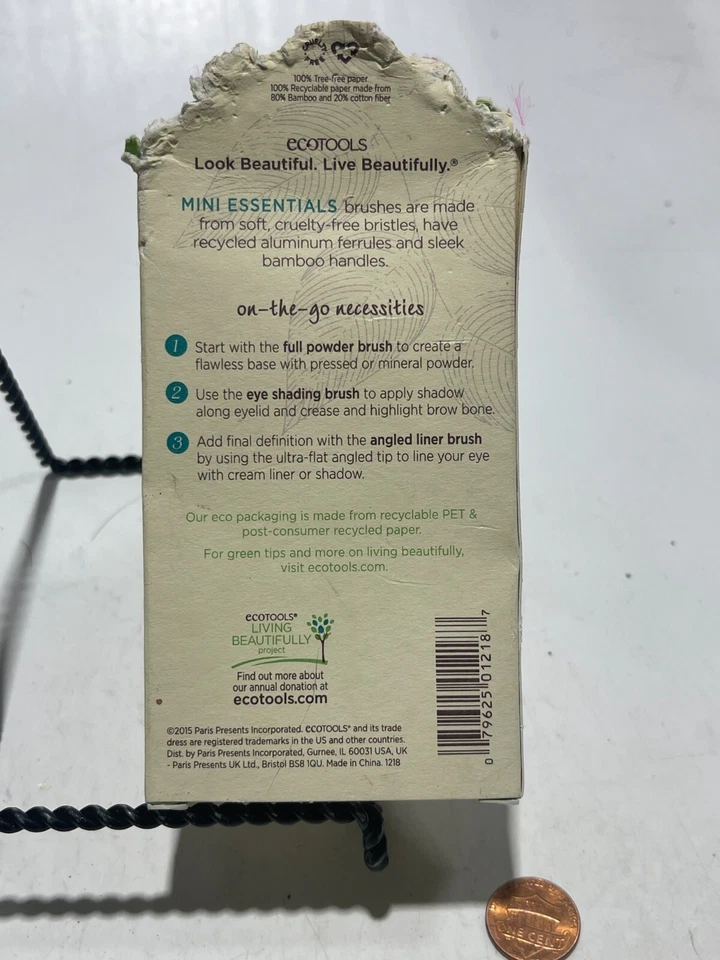 CRUELTY FREE
100% Tree-free paper
100% Recyclable paper made from
80% Bamboo and 20% cotton fiber
ecoTOOLS
Look Beautiful. Live Beautifully.®
MINI ESSENTIALS brushes are made
from soft, cruelty-free bristles, have
recycled aluminum ferrules and sleek
bamboo handles.
on-the-go necessities
1 Start with the full powder brush to create a
flawless base with pressed or mineral powder.
2 Use the eye shading brush to apply shadow
along eyelid and crease and highlight brow bone.
3 Add final definition with the angled liner brush
by using the ultra-flat angled tip to line your eye
with cream liner or shadow.
Our eco packaging is made from recyclable PET &
post-consumer recycled paper.
For green tips and more on living beautifully,
visit ecotools.com.
ecoTOOLS®
LIVING
BEAUTIFULLY
project
Find out more about
our annual donation at
ecotools.com
0 79625 01218 7
©2015 Paris Presents Incorporated. ecoTOOLS® and its trade
dress are registered trademarks in the US and other countries.
Dist. by Paris Presents Incorporated, Gurnee, IL 60031 USA, UK
- Paris Presents UK Ltd., Bristol BS8 1QU. Made in China. 1218
ONE CENT